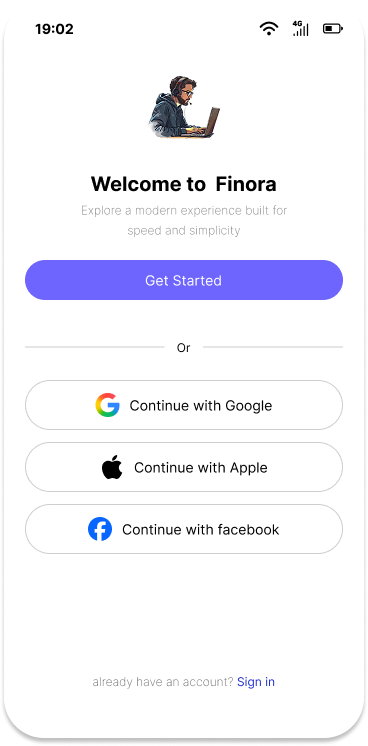 19:02
4G
Welcome to Finora
Explore a modern experience built for
speed and simplicity
Get Started
Or
Continue with Google
Continue with Apple
Continue with facebook
already have an account? Sign in